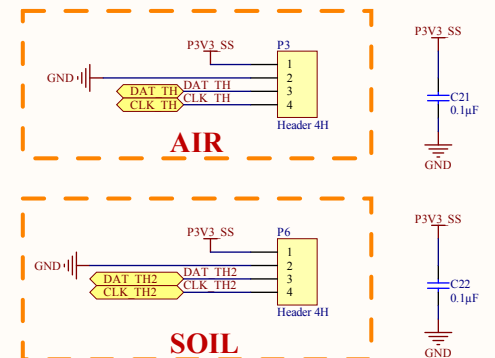 P3V3_SS
P3
1
GND
2
DAT_TH
DAT_TH
3
CLK_TH
CLK_TH
4
Header 4H
AIR
P3V3_SS
C21
0.1µF
GND
P3V3_SS
P6
1
GND
2
DAT_TH2
DAT_TH2
3
CLK_TH2
CLK_TH2
4
Header 4H
SOIL
P3V3_SS
C22
0.1µF
GND